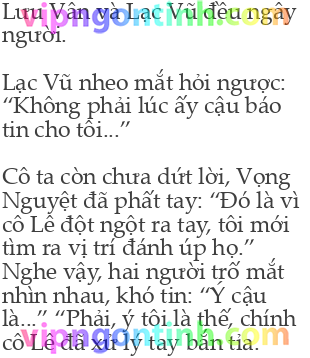 Lưu Vân và Lạc Vũ đều ngây
người.
Lạc Vũ nheo mắt hỏi ngược:
“Không phải lúc ấy cậu báo
tin cho tôi...”
Cô ta còn chưa dứt lời, Vọng
Nguyệt đã phất tay: “Đó là vì
cô Lê đột ngột ra tay, tôi mới
tìm ra vị trí đánh úp họ.”
Nghe vậy, hai người trố mắt
nhìn nhau, khó tin: “Ý cậu
là...” “Phải, ý tôi là thế, chính
cô Lê đã xử lý tay bắn tỉa.
vipngontinh.com
vipngontinh.com